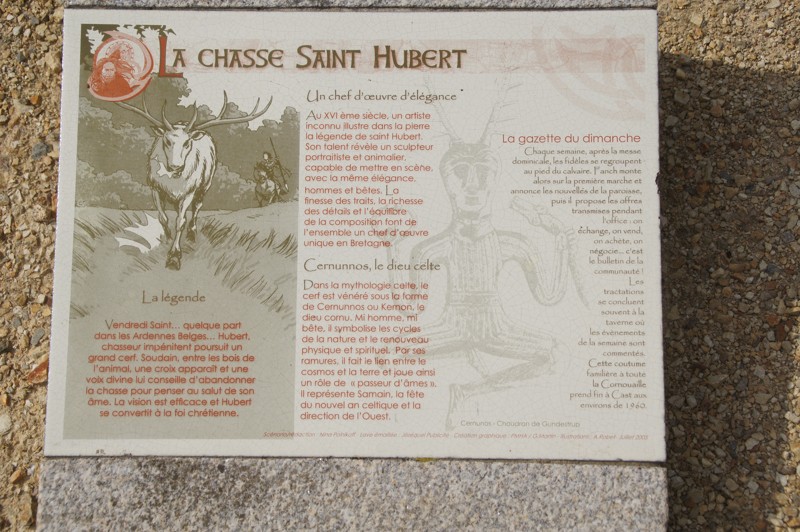 La chasse Saint Hubert
La légende
Vendredi Saint... quelque part
dans les Ardennes Belges... Hubert,
chasseur impénitent poursuit un
grand cerf. Soudain, entre les bois de
l'animal, une croix apparaît et une
voix divine lui conseille d'abandonner
la chasse pour penser au salut de son
âme. La vision est efficace et Hubert
se convertit à la foi chrétienne.
Un chef d'œuvre d'élégance
Au XVI ème siècle, un artiste
inconnu illustre dans la pierre
la légende de saint Hubert.
Son talent révèle un sculpteur
portraitiste et animalier,
capable de mettre en scène,
avec la même élégance,
hommes et bêtes. La
finesse des traits, la richesse
des détails et l'équilibre
de la composition font de
l'ensemble un chef d'œuvre
unique en Bretagne.
Cernunnos, le dieu celte
Dans la mythologie celte, le
cerf est vénéré sous la forme
de Cernunnos ou Kernon, le
dieu cornu. Mi homme, mi
bête, il symbolise les cycles
de la nature et le renouveau
physique et spirituel. Par ses
ramures, il fait le lien entre le
cosmos et la terre et joue ainsi
un rôle de « passeur d'âmes ».
Il représente Samain, la fête
du nouvel an celtique et la
direction de l'Ouest.
La gazette du dimanche
Chaque semaine, après la messe
dominicale, les fidèles se regroupent
au pied du calvaire. Fanch monte
alors sur la première marche et
annonce les nouvelles de la paroisse,
puis il propose les offres
transmises pendant
l'office : on
échange, on vend,
on achète, on
négocie... c'est
le bulletin de la
communauté !
Les
tractations
se concluent
souvent à la
taverne où
les événements
de la semaine sont
commentés.
Cette coutume
familière à toute
la Cornouaille
prend fin à Cast aux
environs de 1960.
Cernunos - Chaudron de Gundestrup